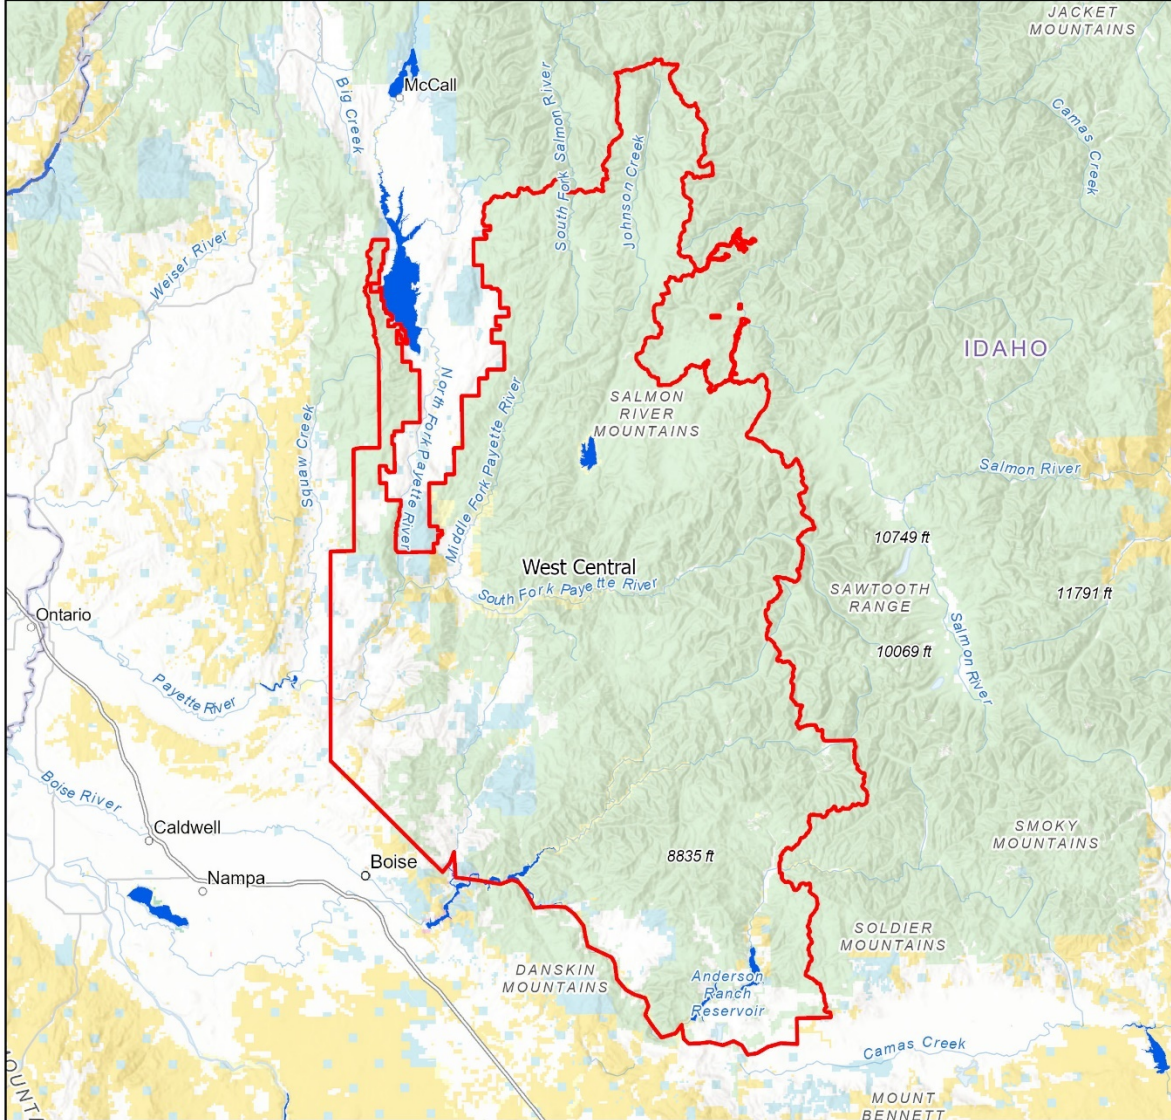 JACKET
MOUNTAINS
McCall
Big Creek
South Fork Salmon River
Johnson Creek
Camas Creek
Weiser River
IDAHO
North Fork Payette River
Middle Fork Payette River
SALMON
RIVER
MOUNTAINS
Squaw Creek
Salmon River
10749 ft
West Central
South Fork Payette River
SAWTOOTH
RANGE
11791 ft
Ontario
10069 ft
Salmon River
Payette River
Boise River
Caldwell
SMOKY
MOUNTAINS
8835 ft
Boise
Nampa
SOLDIER
MOUNTAINS
DANSKIN
MOUNTAINS
Anderson
Ranch
Reservoir
Camas Creek
MOUNT
BENNETT